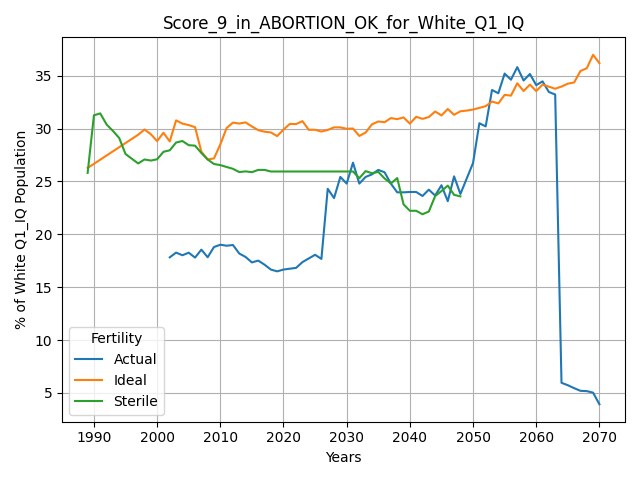 Score_9_in_ABORTION_OK_for_White_Q1_IQ
% of White Q1_IQ Population
35
30
25
20
15
10
5
Fertility
Actual
Ideal
Sterile
1990 2000 2010 2020 2030 2040 2050 2060 2070
Years